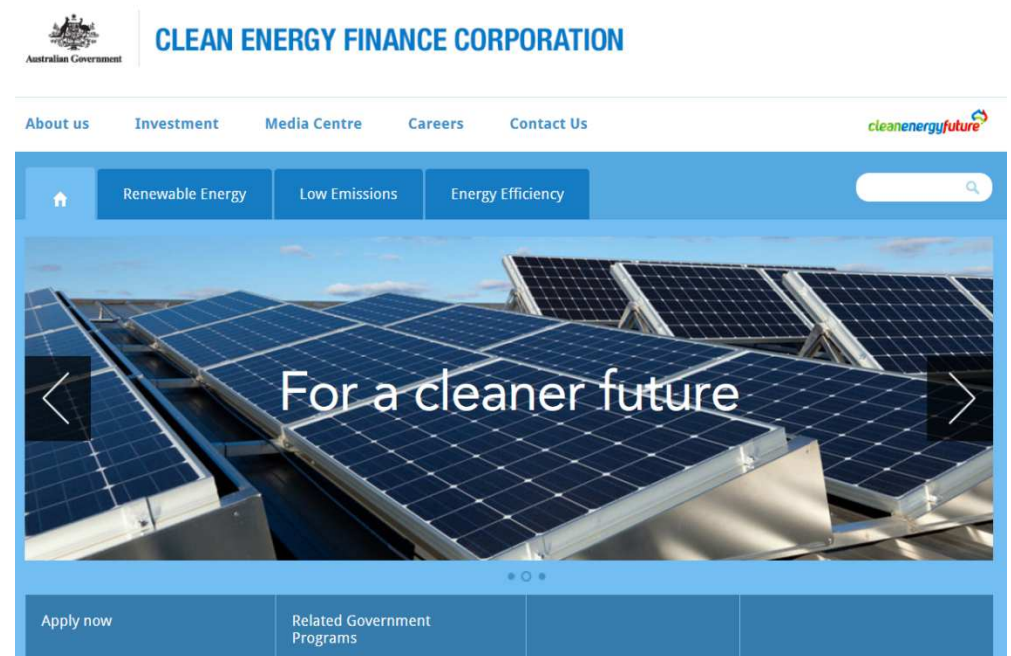 Australian Government
CLEAN ENERGY FINANCE CORPORATION
About us Investment Media Centre Careers Contact Us
cleanenergyfuture
Renewable Energy Low Emissions Energy Efficiency
For a cleaner future
Apply now Related Government
Programs